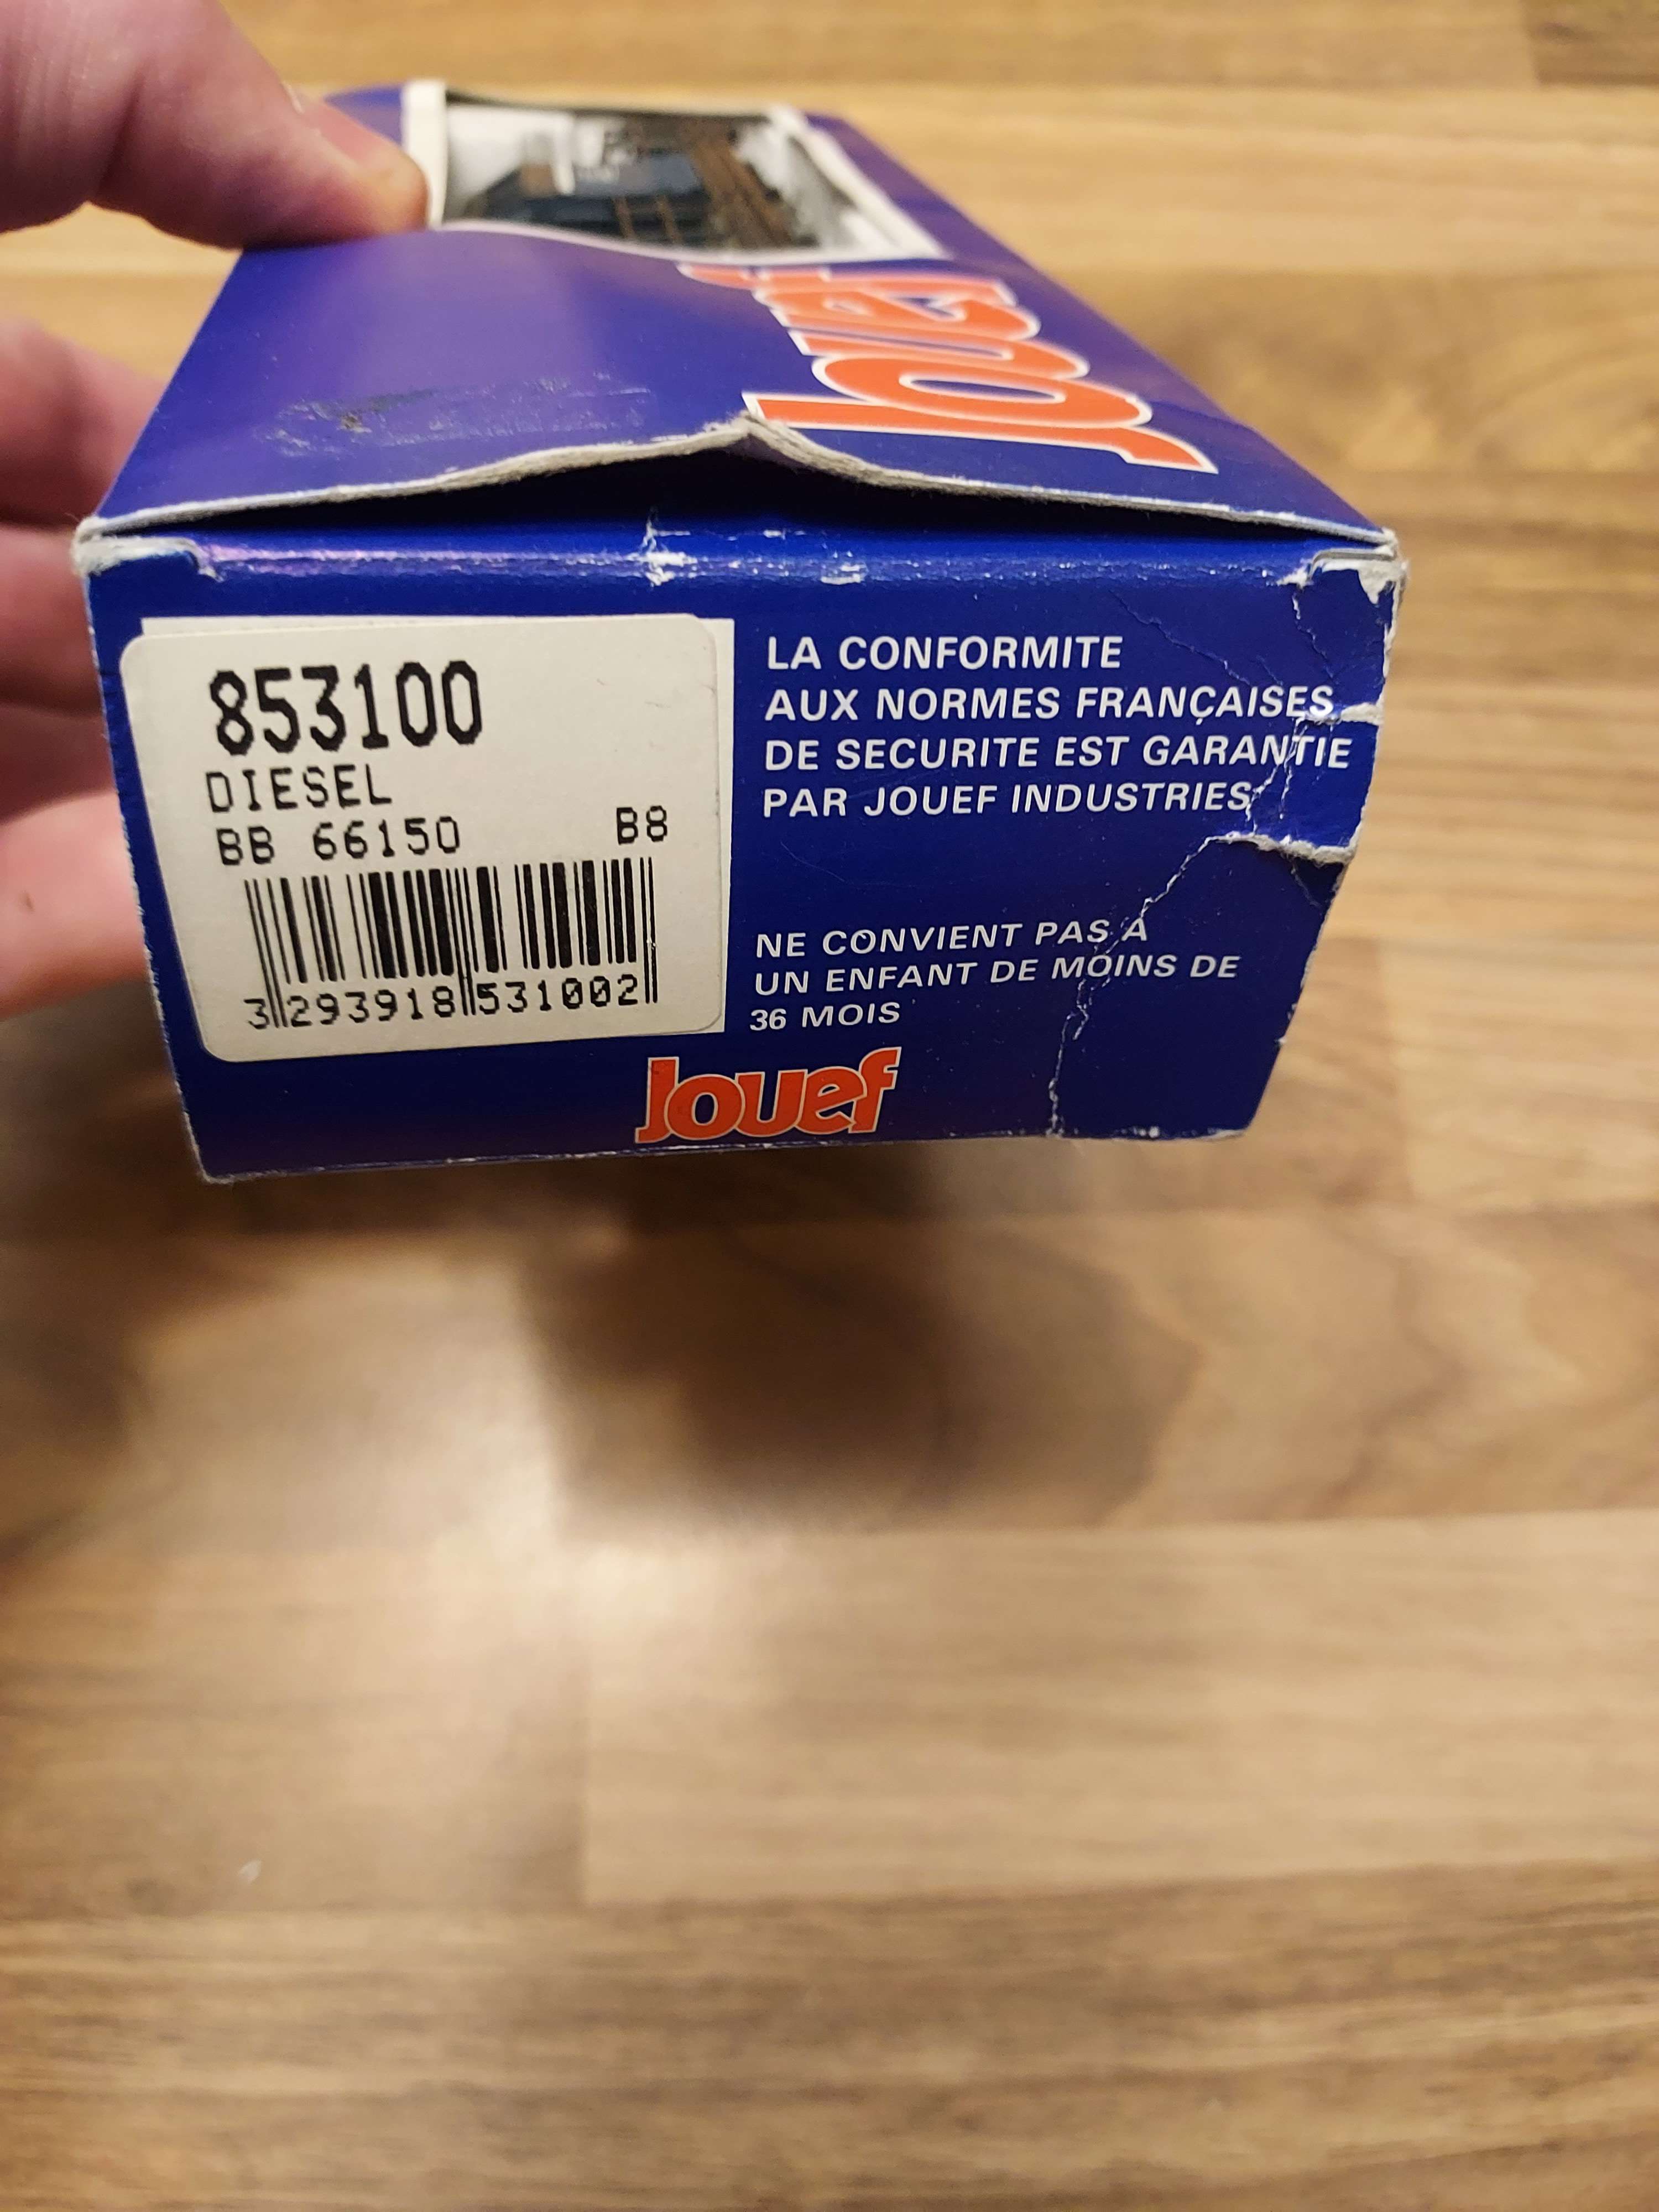 Jouef
853100
DIESEL
BB 66150 B8
3 293918 531002
LA CONFORMITE
AUX NORMES FRANÇAISES
DE SECURITE EST GARANTIE
PAR JOUEF INDUSTRIES
NE CONVIENT PAS A
UN ENFANT DE MOINS DE
36 MOIS
Jouef